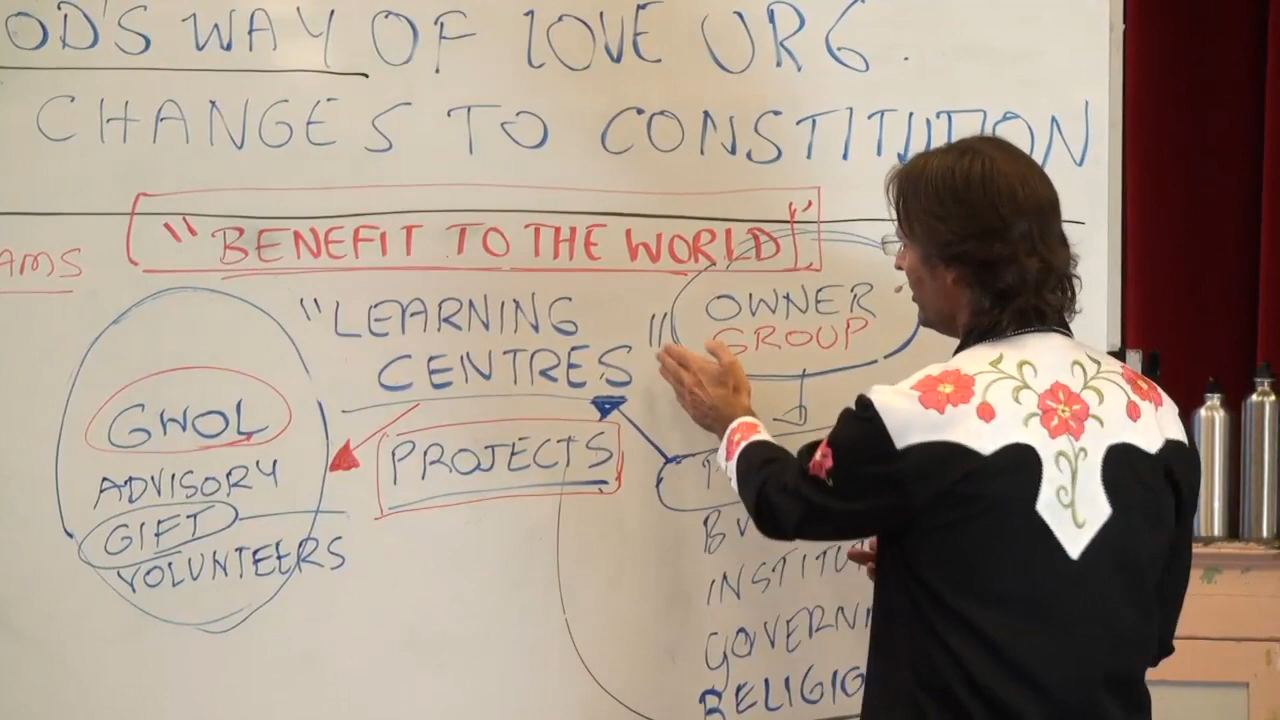 OD'S WAY OF LOVE URG.
CHANGES TO CONSTITUTION
"BENEFIT TO THE WORLD"
AMS
"LEARNING
CENTRES"
OWNER
GROUP
GWOL
ADVISORY
GIFT
VOLUNTEERS
PROJECTS
INSTITU
GOVERN
RELIGIO